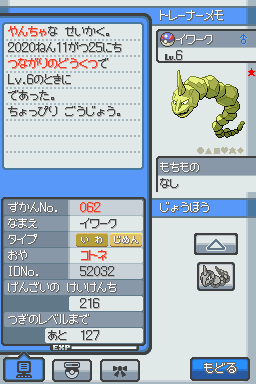 やんちゃな せいかく。
2020ねん11がつ25にち
つながりのどうくつで
Lv.6のときに
であった。
ちょっぴり ごうじょう。
トレーナーメモ
イワーク ♂
Lv.6
もちもの
なし
じょうほう
ずかんNo. 062
なまえ イワーク
タイプ いわ じめん
おや コトネ
IDNo. 52032
げんざいの けいけんち
216
つぎのレベルまで
あと 127
EXP
もどる